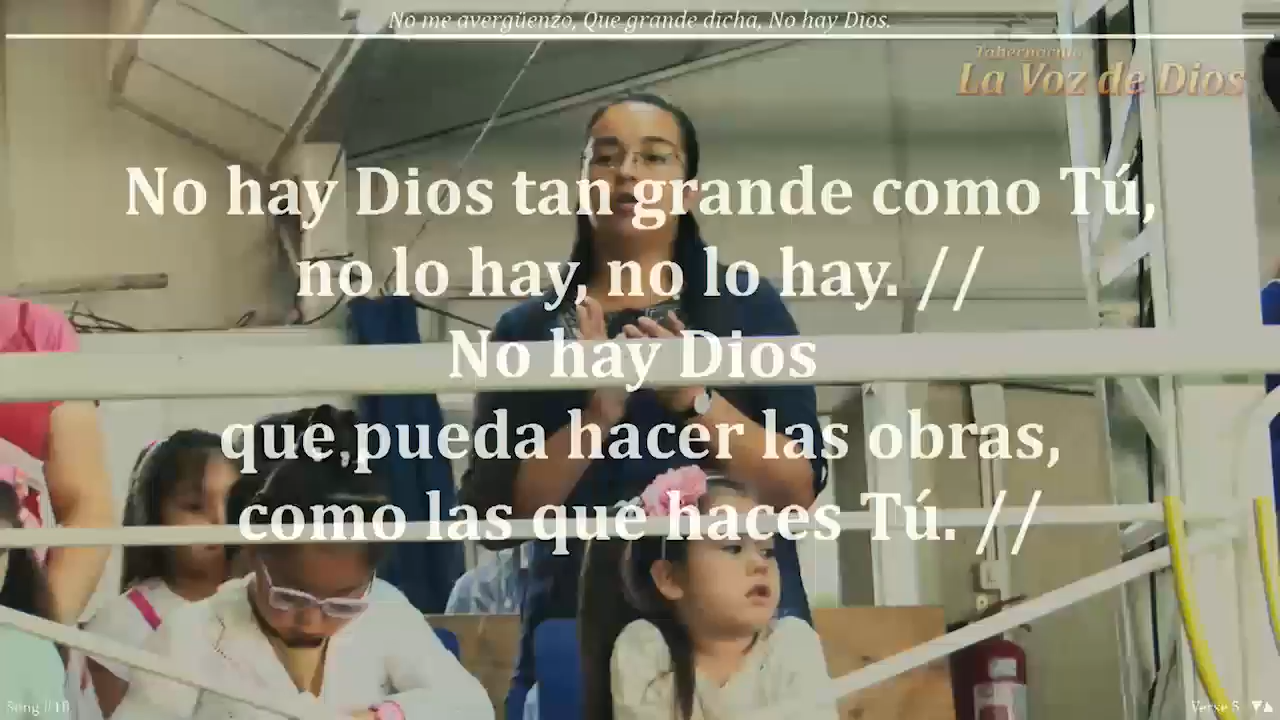 No me avergüenzo, Que grande dicha, No hay Dios.
Tabernaculo
La Voz de Dios
No hay Dios tan grande como Tú,
no lo hay, no lo hay. //
No hay Dios
que pueda hacer las obras,
como las que haces Tú. //
Song #10
Verse 5 ▼▲